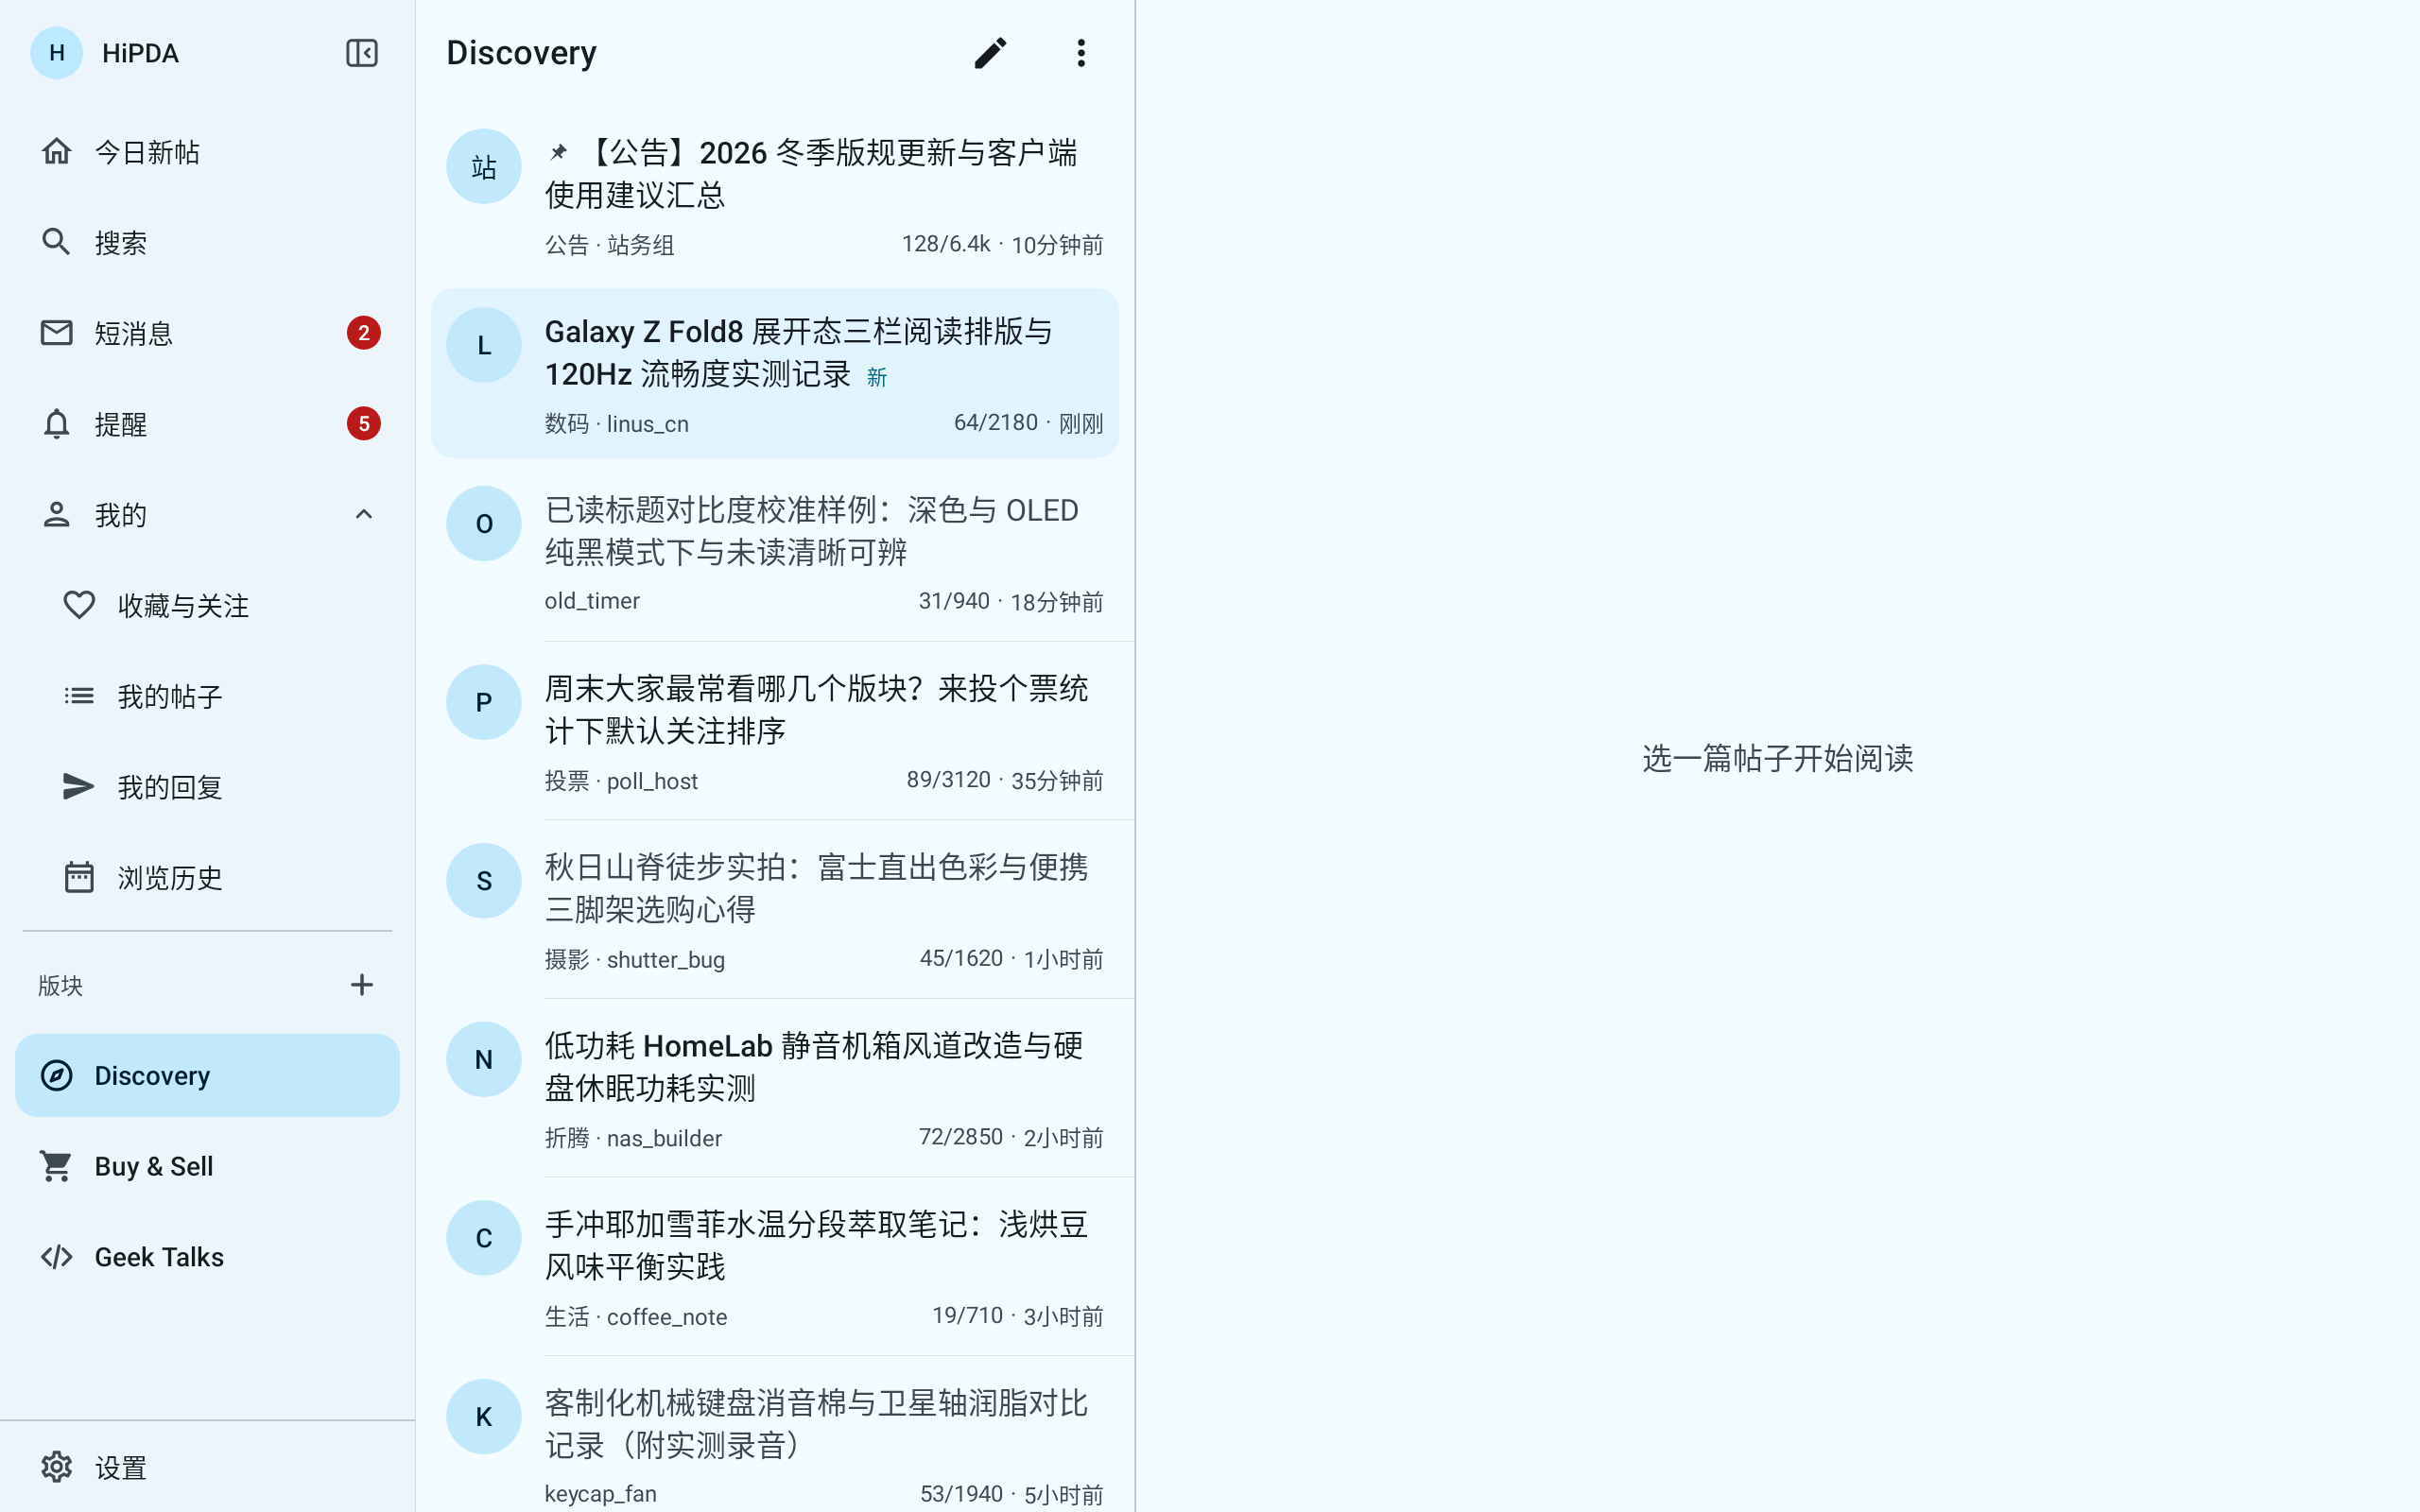 H HiPDA
今日新帖
搜索
短消息 2
提醒 5
我的
收藏与关注
我的帖子
我的回复
浏览历史
版块
Discovery
Buy & Sell
Geek Talks
设置
Discovery
站
【公告】2026 冬季版规更新与客户端
使用建议汇总
公告 · 站务组 128/6.4k · 10分钟前
L
Galaxy Z Fold8 展开态三栏阅读排版与
120Hz 流畅度实测记录 新
数码 · linus_cn 64/2180 · 刚刚
O
已读标题对比度校准样例：深色与 OLED
纯黑模式下与未读清晰可辨
old_timer 31/940 · 18分钟前
P
周末大家最常看哪几个版块？来投个票统
计下默认关注排序
投票 · poll_host 89/3120 · 35分钟前
S
秋日山脊徒步实拍：富士直出色彩与便携
三脚架选购心得
摄影 · shutter_bug 45/1620 · 1小时前
N
低功耗 HomeLab 静音机箱风道改造与硬
盘休眠功耗实测
折腾 · nas_builder 72/2850 · 2小时前
C
手冲耶加雪菲水温分段萃取笔记：浅烘豆
风味平衡实践
生活 · coffee_note 19/710 · 3小时前
K
客制化机械键盘消音棉与卫星轴润脂对比
记录（附实测录音）
keycap_fan 53/1940 · 5小时前
选一篇帖子开始阅读